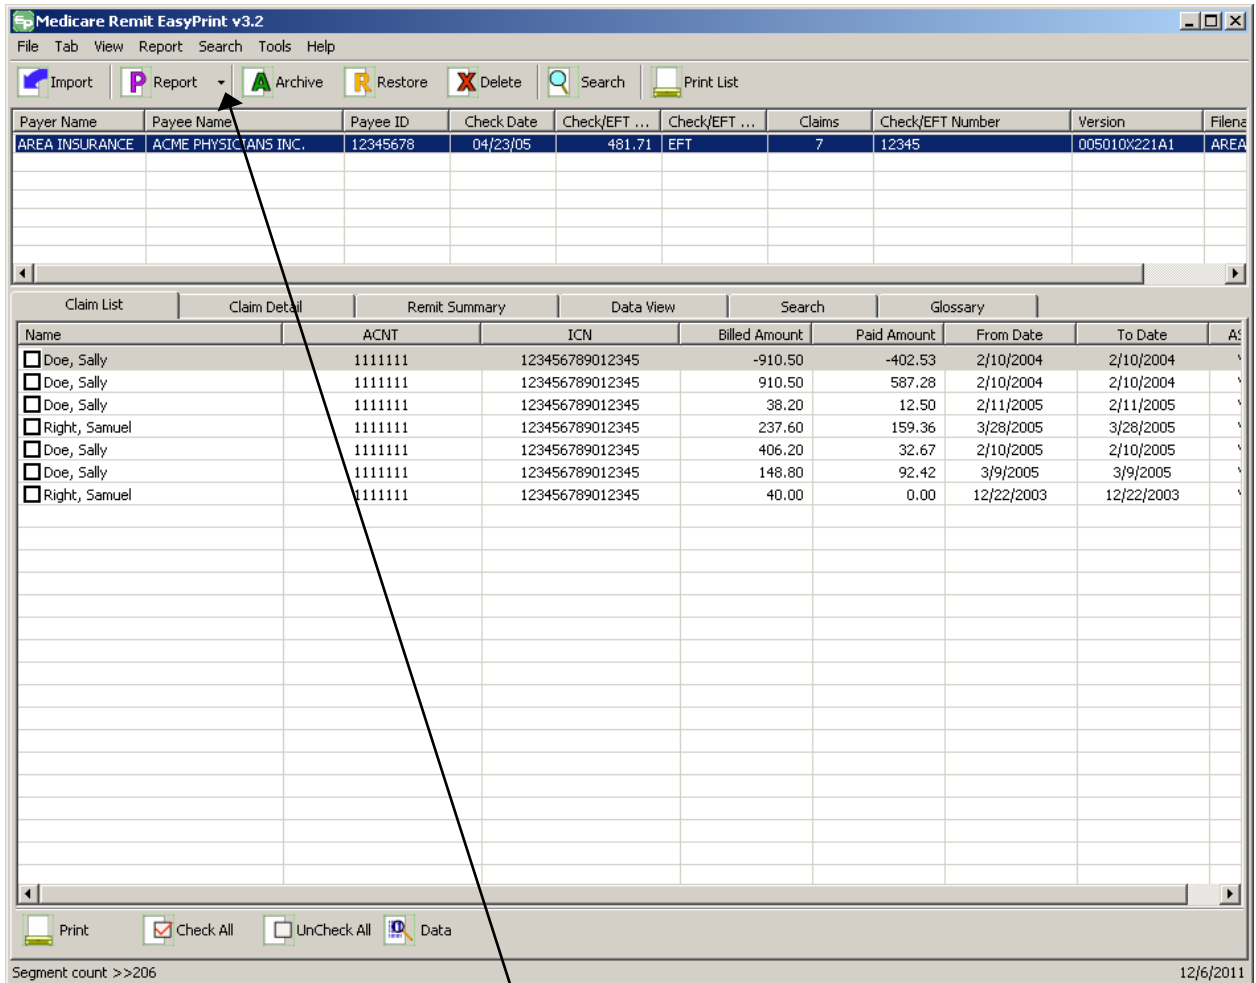 Medicare Remit EasyPrint v3.2
File Tab View Report Search Tools Help
Import Report Archive Restore Delete Search Print List
Payer Name Payee Name Payee ID Check Date Check/EFT ... Check/EFT ... Claims Check/EFT Number Version Filena
AREA INSURANCE ACME PHYSICIANS INC. 12345678 04/23/05 481.71 EFT 7 12345 005010X221A1 AREA
Claim List Claim Detail Remit Summary Data View Search Glossary
Name ACNT ICN Billed Amount Paid Amount From Date To Date AS
Doe, Sally 1111111 123456789012345 -910.50 -402.53 2/10/2004 2/10/2004
Doe, Sally 1111111 123456789012345 910.50 587.28 2/10/2004 2/10/2004
Doe, Sally 1111111 123456789012345 38.20 12.50 2/11/2005 2/11/2005
Right, Samuel 1111111 123456789012345 237.60 159.36 3/28/2005 3/28/2005
Doe, Sally 1111111 123456789012345 406.20 32.67 2/10/2005 2/10/2005
Doe, Sally 1111111 123456789012345 148.80 92.42 3/9/2005 3/9/2005
Right, Samuel 1111111 123456789012345 40.00 0.00 12/22/2003 12/22/2003
Print Check All UnCheck All Data
Segment count >>206 12/6/2011